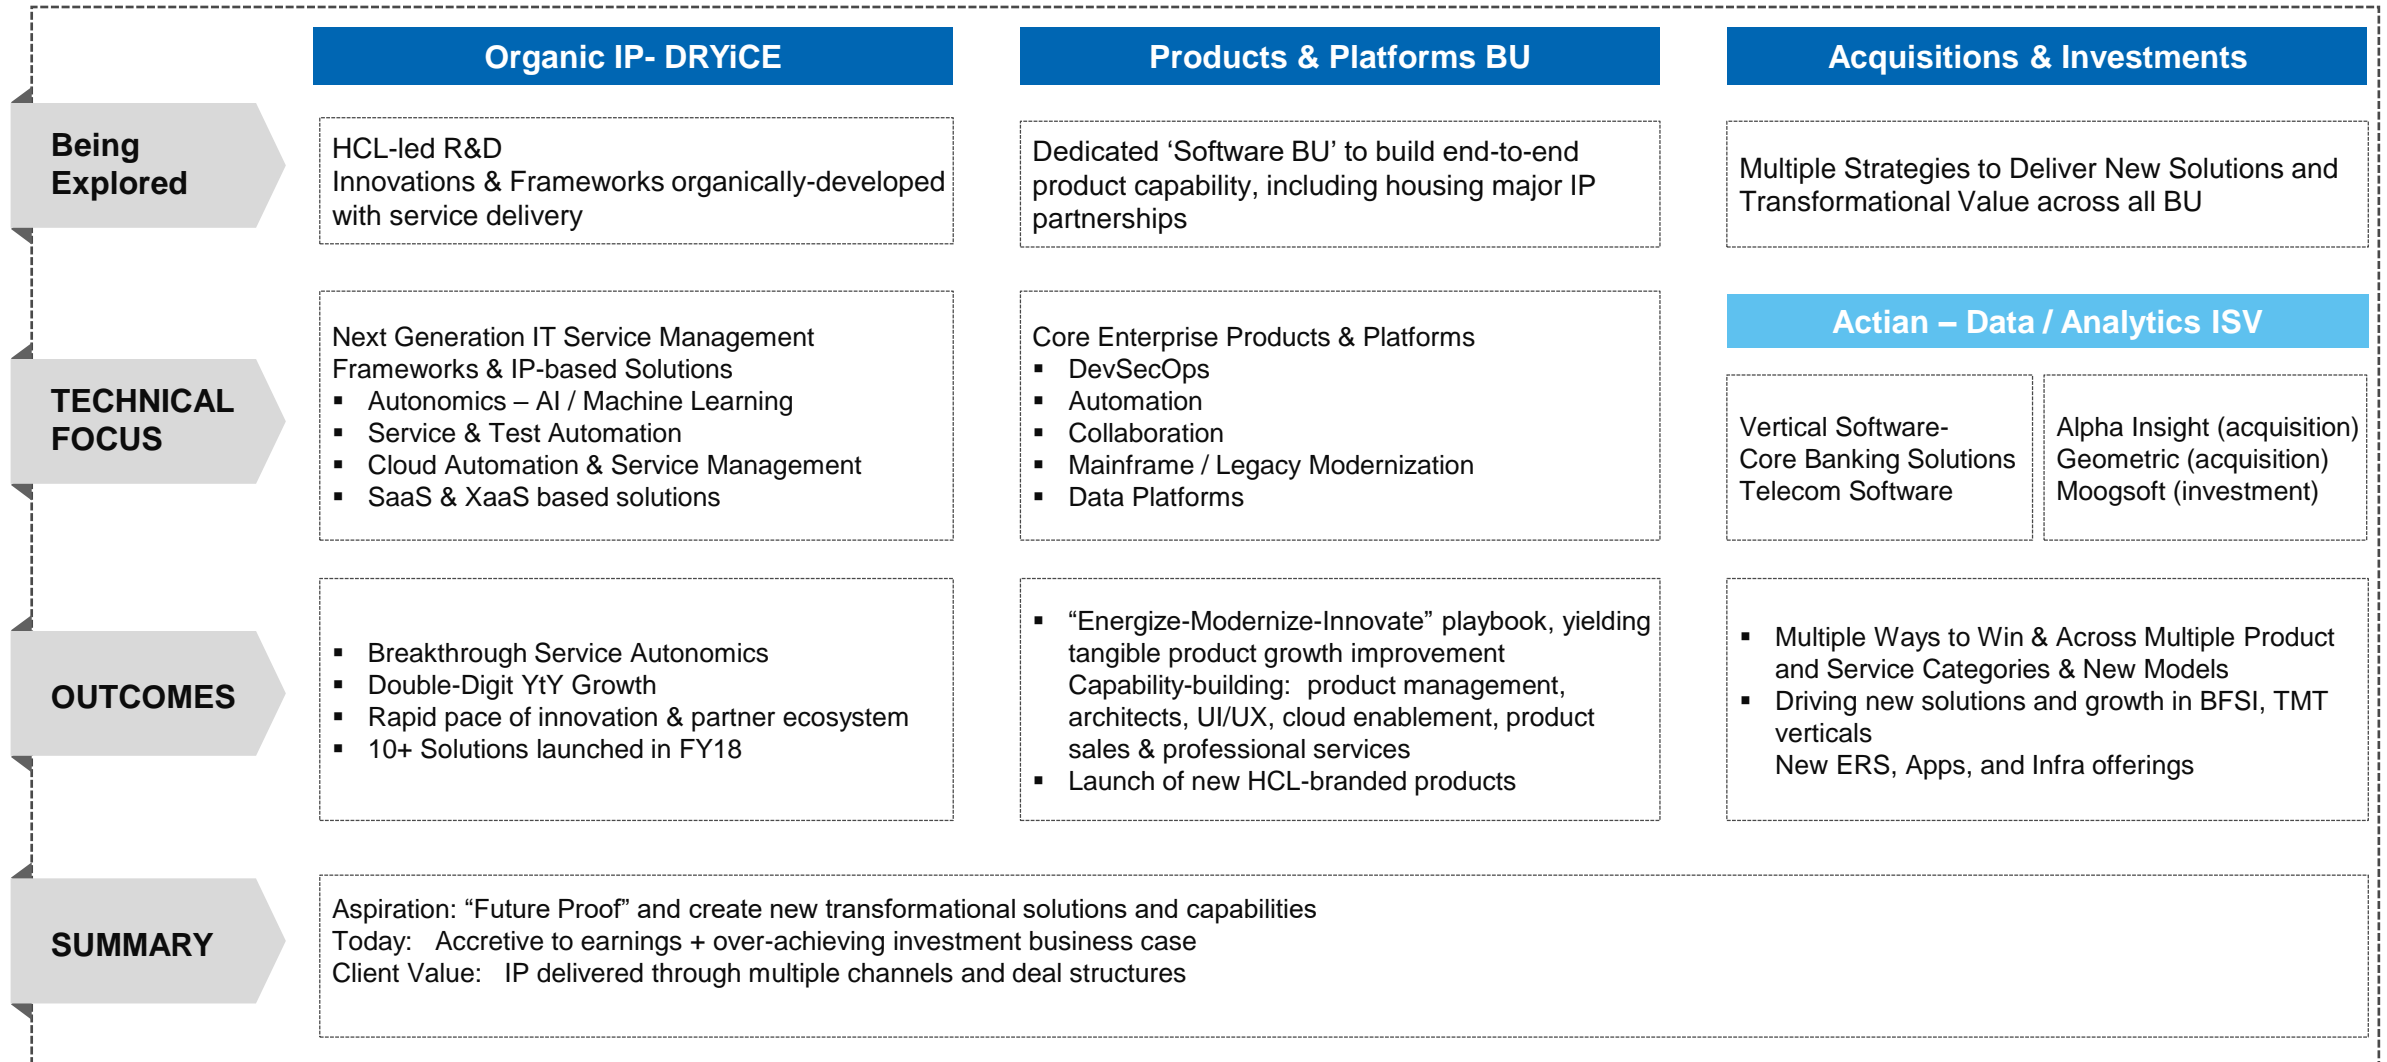 Organic IP- DRYiCE
Products & Platforms BU
Acquisitions & Investments
Being
Explored
HCL-led R&D
Innovations & Frameworks organically-developed
with service delivery
Dedicated ‘Software BU’ to build end-to-end
product capability, including housing major IP
partnerships
Multiple Strategies to Deliver New Solutions and
Transformational Value across all BU
TECHNICAL
FOCUS
Next Generation IT Service Management
Frameworks & IP-based Solutions
▪ Autonomics – AI / Machine Learning
▪ Service & Test Automation
▪ Cloud Automation & Service Management
▪ SaaS & XaaS based solutions
Core Enterprise Products & Platforms
▪ DevSecOps
▪ Automation
▪ Collaboration
▪ Mainframe / Legacy Modernization
▪ Data Platforms
Actian – Data / Analytics ISV
Vertical Software-
Core Banking Solutions
Telecom Software
Alpha Insight (acquisition)
Geometric (acquisition)
Moogsoft (investment)
OUTCOMES
▪ Breakthrough Service Autonomics
▪ Double-Digit YtY Growth
▪ Rapid pace of innovation & partner ecosystem
▪ 10+ Solutions launched in FY18
▪ “Energize-Modernize-Innovate” playbook, yielding
tangible product growth improvement
Capability-building: product management,
architects, UI/UX, cloud enablement, product
sales & professional services
▪ Launch of new HCL-branded products
▪ Multiple Ways to Win & Across Multiple Product
and Service Categories & New Models
▪ Driving new solutions and growth in BFSI, TMT
verticals
New ERS, Apps, and Infra offerings
SUMMARY
Aspiration: “Future Proof” and create new transformational solutions and capabilities
Today: Accretive to earnings + over-achieving investment business case
Client Value: IP delivered through multiple channels and deal structures